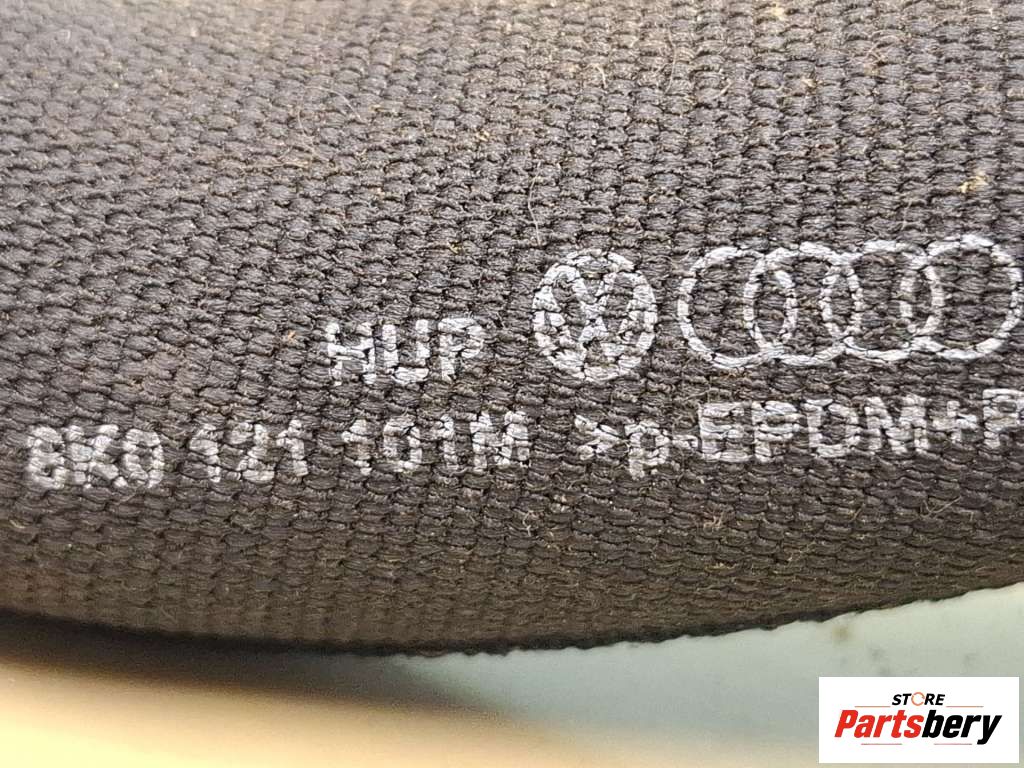 HUP
8K0 121 101M >p-EPDM+P
STORE
Partsbery